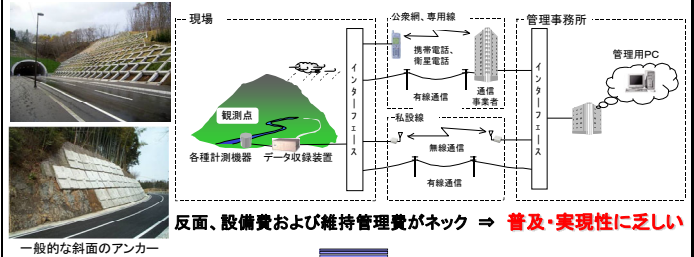 現場
公衆網、専用線
管理事務所
携帯電話、
衛星電話
管理用PC
インターフェース
有線通信
通信
事業者
インターフェース
観測点
私設線
各種計測機器
データ収録装置
無線通信
有線通信
反面、設備費および維持管理費がネック ⇒ 普及・実現性に乏しい
一般的な斜面のアンカー